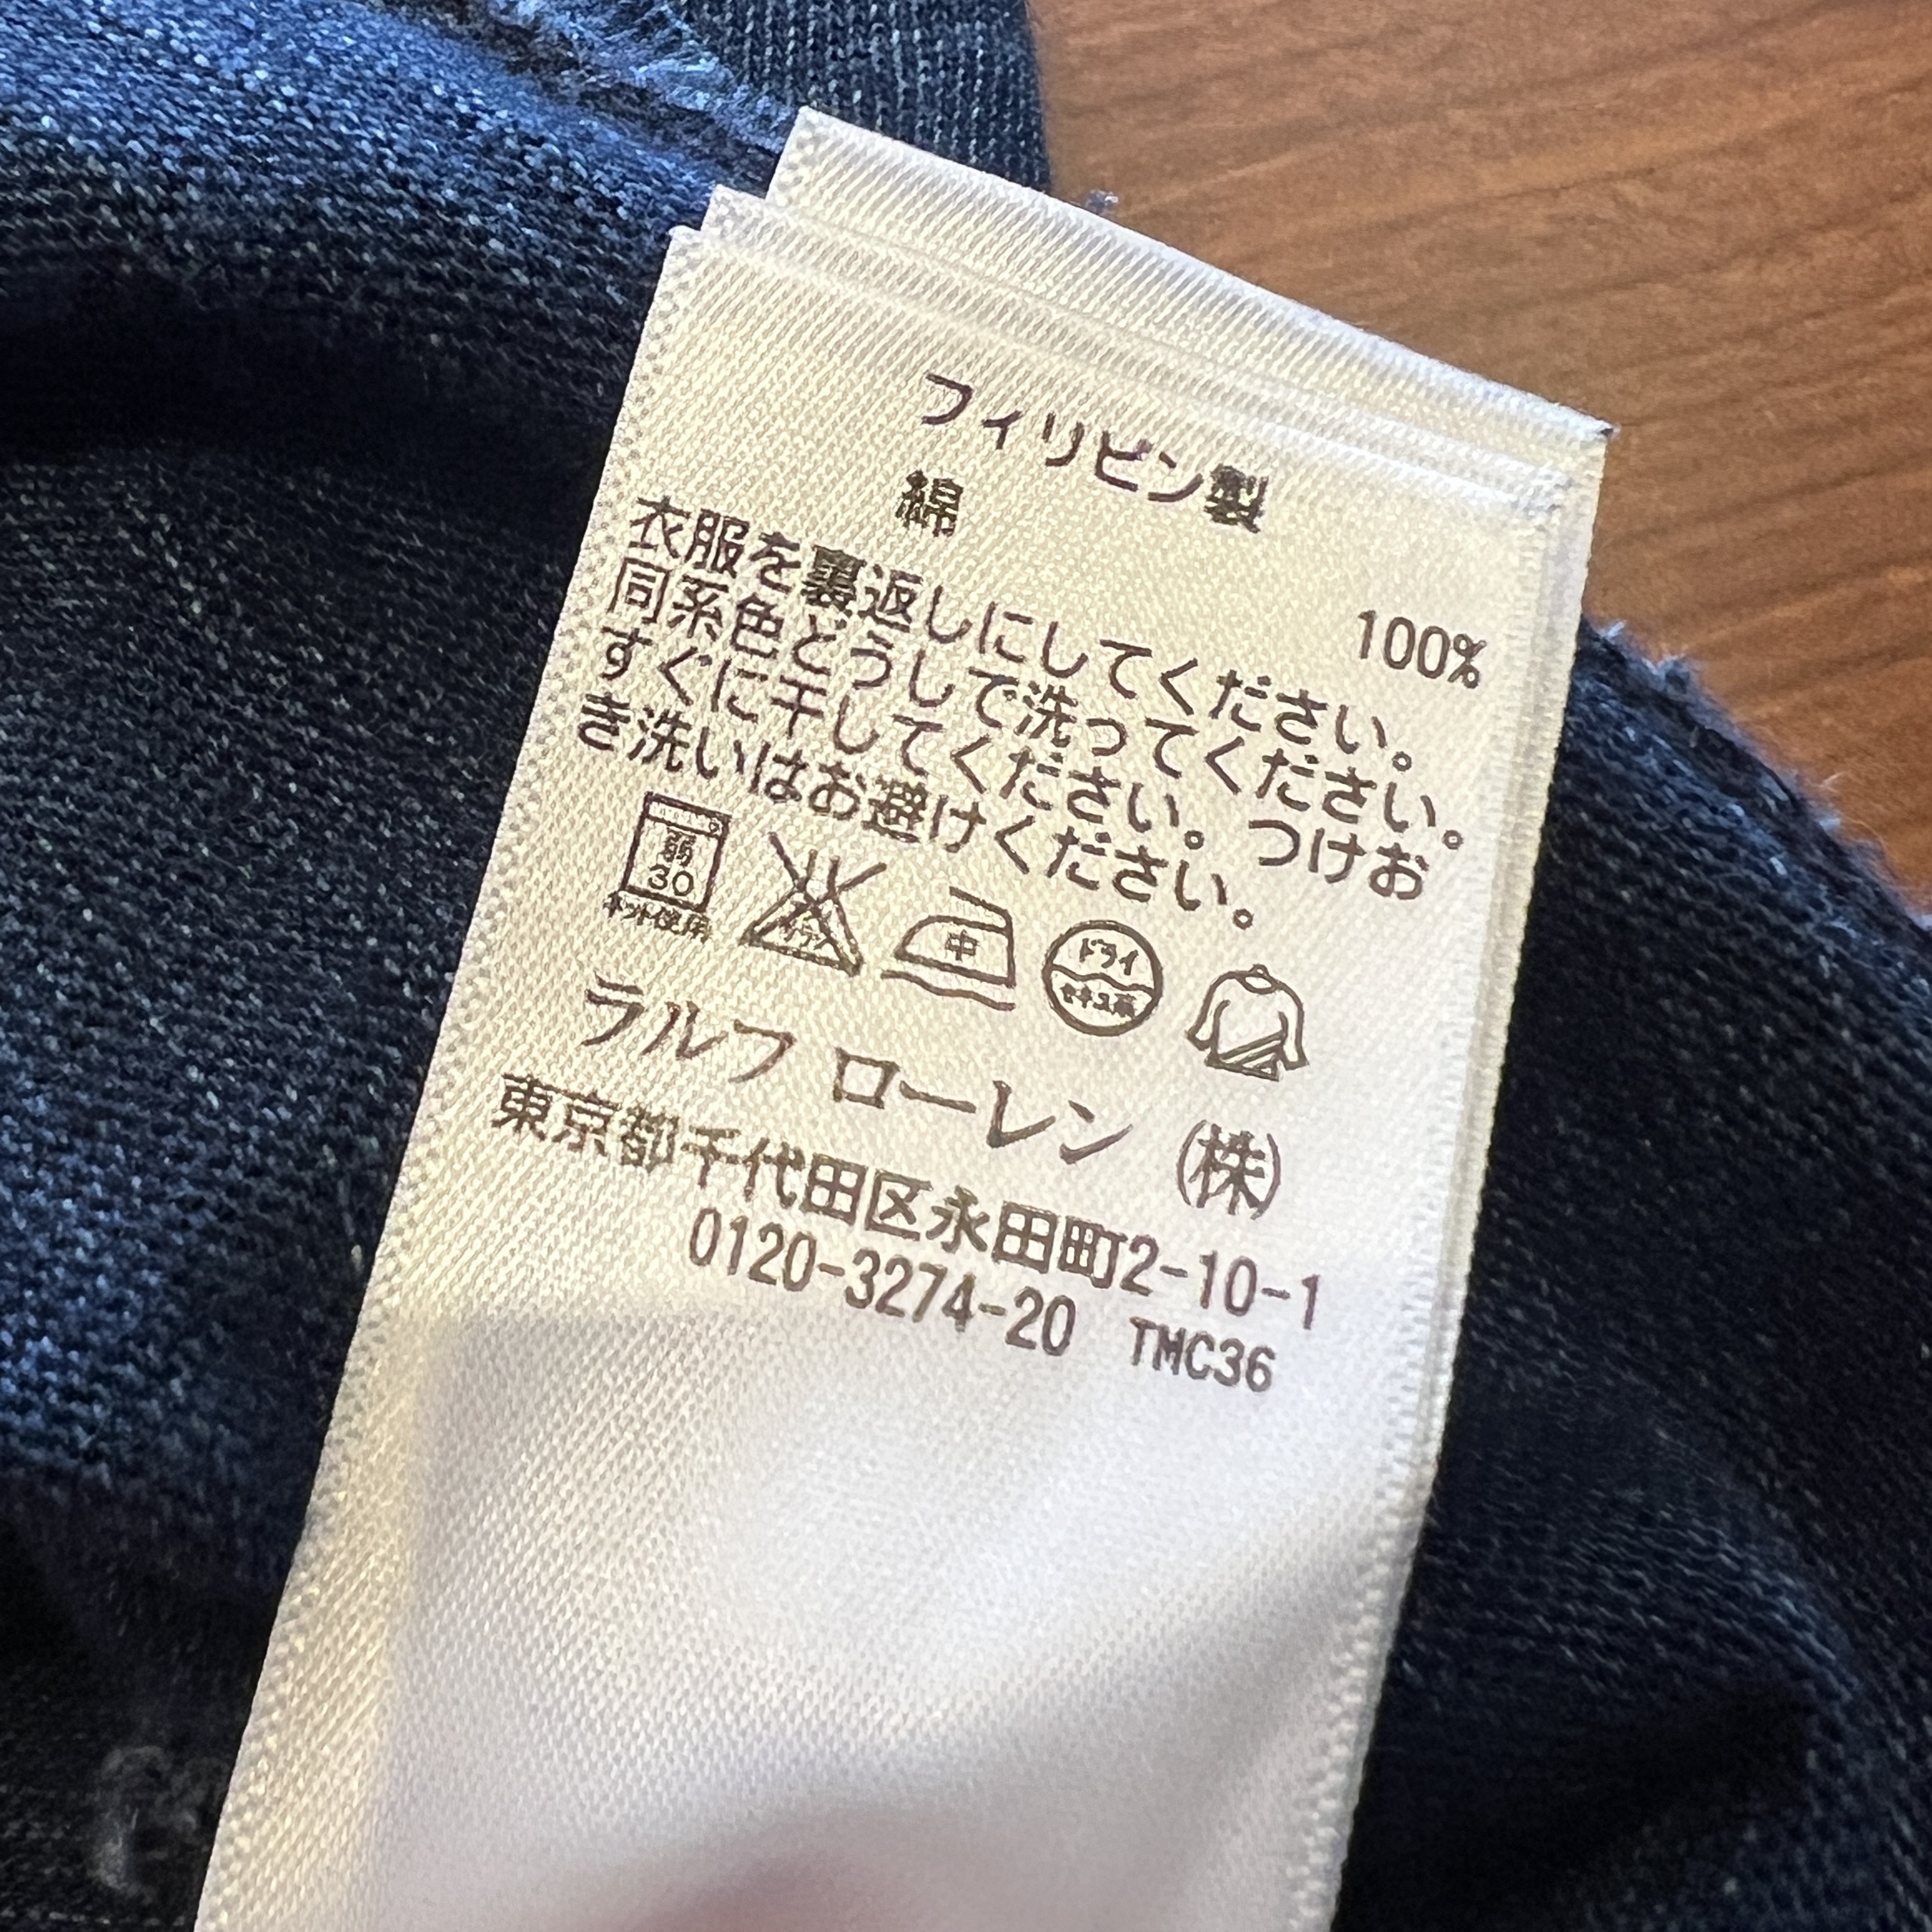 フィリピン製
綿 100%
衣服を裏返しにしてください。
同系色どうしで洗ってください。
すぐに干してください。つけお
き洗いはお避けください。
弱
30
ネット使用
中
ドライ
セキユ系
ラルフ ローレン (株)
東京都千代田区永田町2-10-1
0120-3274-20 TMC36